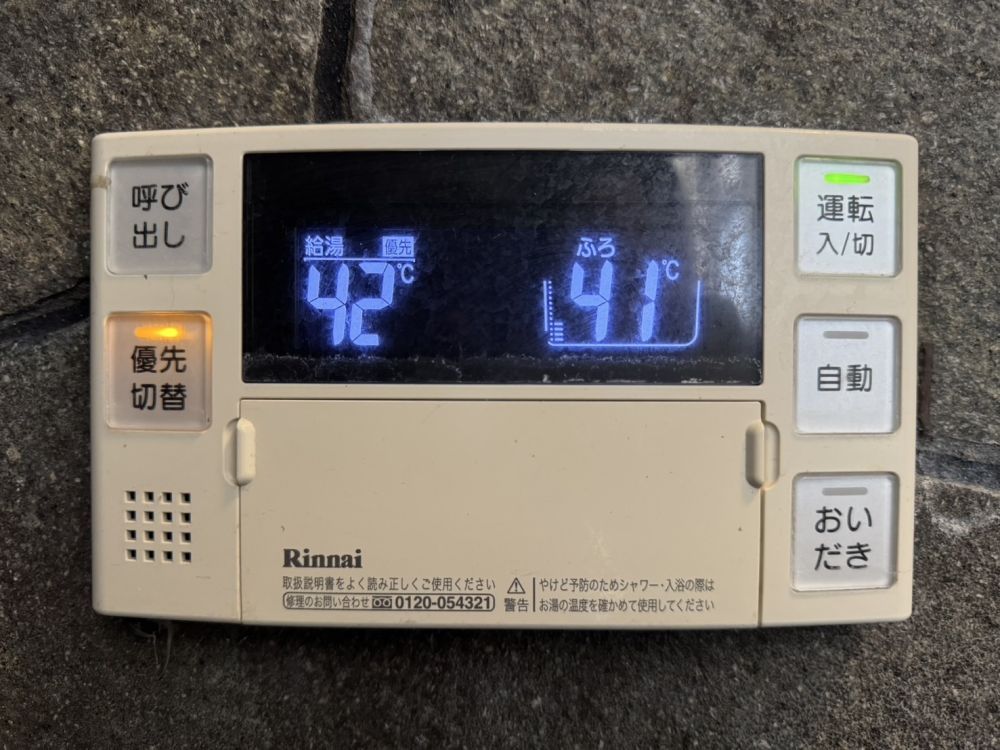 呼び
出し
優先
切替
給湯 優先
42℃
ふろ
41℃
運転
入/切
自動
おい
だき
Rinnai
取扱説明書をよく読み正しくご使用ください
修理のお問い合わせ 0120-054321
警告
やけど予防のためシャワー・入浴の際は
お湯の温度を確かめて使用してください